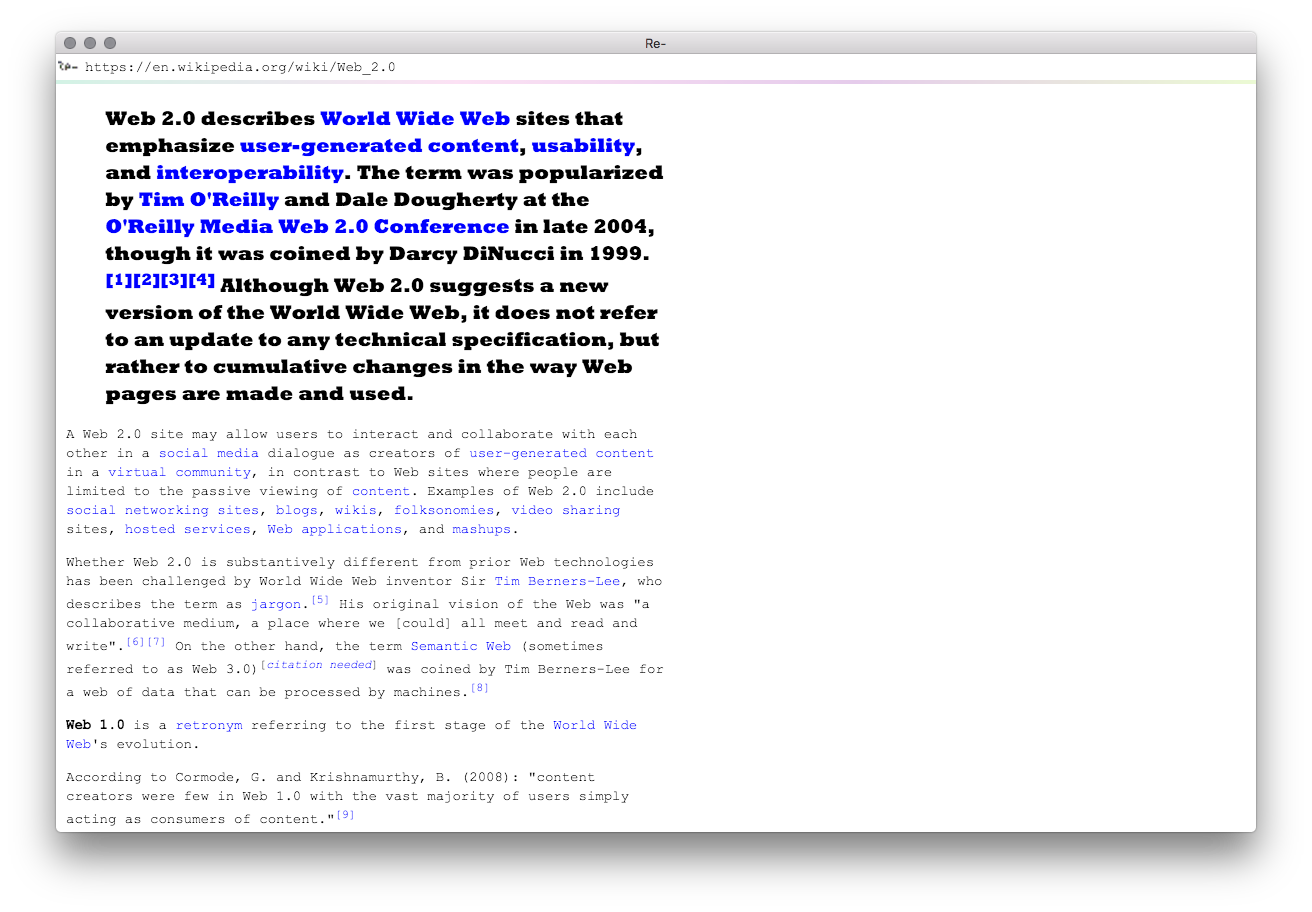 Re-
Re- https://en.wikipedia.org/wiki/Web_2.0
Web 2.0 describes World Wide Web sites that
emphasize user-generated content, usability,
and interoperability. The term was popularized
by Tim O'Reilly and Dale Dougherty at the
O'Reilly Media Web 2.0 Conference in late 2004,
though it was coined by Darcy DiNucci in 1999.
[1][2][3][4] Although Web 2.0 suggests a new
version of the World Wide Web, it does not refer
to an update to any technical specification, but
rather to cumulative changes in the way Web
pages are made and used.
A Web 2.0 site may allow users to interact and collaborate with each
other in a social media dialogue as creators of user-generated content
in a virtual community, in contrast to Web sites where people are
limited to the passive viewing of content. Examples of Web 2.0 include
social networking sites, blogs, wikis, folksonomies, video sharing
sites, hosted services, Web applications, and mashups.
Whether Web 2.0 is substantively different from prior Web technologies
has been challenged by World Wide Web inventor Sir Tim Berners-Lee, who
describes the term as jargon.[5] His original vision of the Web was "a
collaborative medium, a place where we [could] all meet and read and
write".[6][7] On the other hand, the term Semantic Web (sometimes
referred to as Web 3.0)[citation needed] was coined by Tim Berners-Lee for
a web of data that can be processed by machines.[8]
Web 1.0 is a retronym referring to the first stage of the World Wide
Web's evolution.
According to Cormode, G. and Krishnamurthy, B. (2008): "content
creators were few in Web 1.0 with the vast majority of users simply
acting as consumers of content."[9]